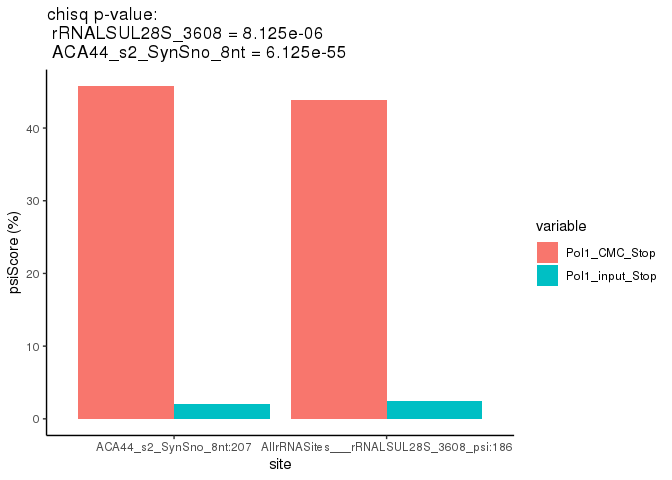 chisq p-value:
rRNALSUL28S_3608 = 8.125e-06
ACA44_s2_SynSno_8nt = 6.125e-55
psiScore (%)
40
30
20
10
0
ACA44_s2_SynSno_8nt:207
AllrRNASites___rRNALSUL28S_3608_psi:186
site
variable
Pol1_CMC_Stop
Pol1_input_Stop